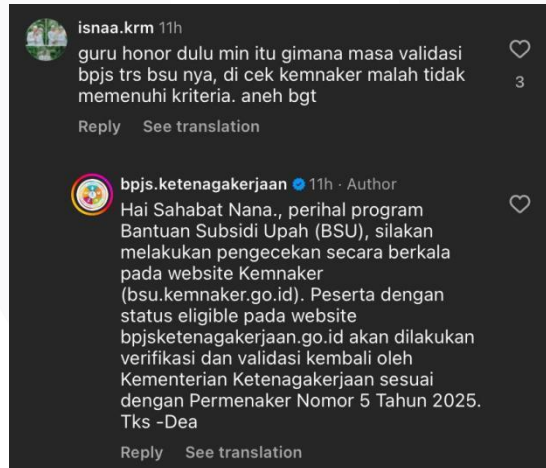 isnaa.krm 11h
guru honor dulu min itu gimana masa validasi
bpjs trs bsu nya, di cek kemnaker malah tidak
memenuhi kriteria. aneh bgt
3
Reply See translation
bpjs.ketenagakerjaan 11h · Author
Hai Sahabat Nana., perihal program
Bantuan Subsidi Upah (BSU), silakan
melakukan pengecekan secara berkala
pada website Kemnaker
(bsu.kemnaker.go.id). Peserta dengan
status eligible pada website
bpjsketenagakerjaan.go.id akan dilakukan
verifikasi dan validasi kembali oleh
Kementerian Ketenagakerjaan sesuai
dengan Permenaker Nomor 5 Tahun 2025.
Tks -Dea
Reply See translation